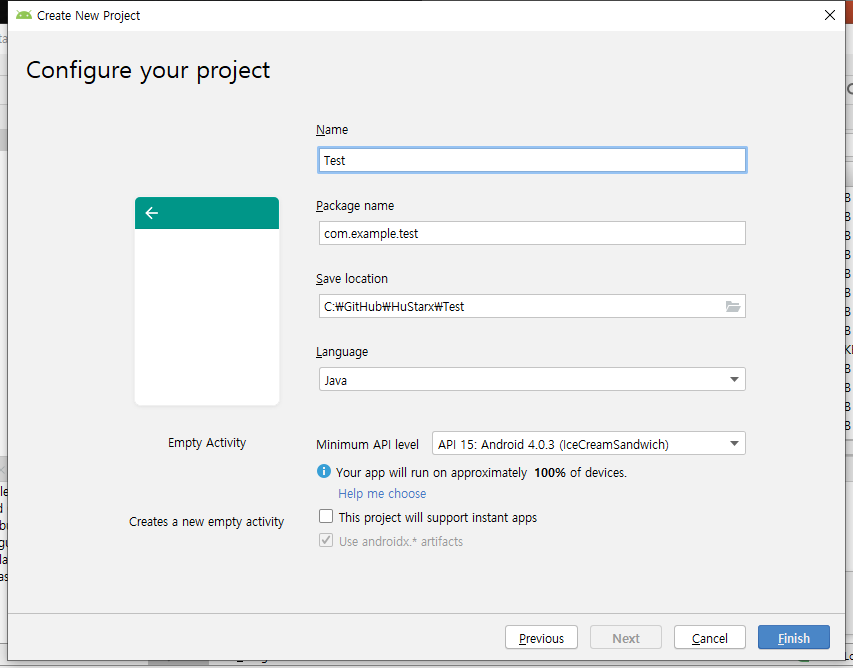 Create New Project
Configure your project
Name
Test
Package name
com.example.test
Save location
C:₩GitHub₩HuStarx₩Test
Language
Java
Empty Activity
Minimum API level
API 15: Android 4.0.3 (IceCreamSandwich)
Your app will run on approximately 100% of devices.
Help me choose
Creates a new empty activity
This project will support instant apps
Use androidx.* artifacts
Previous
Next
Cancel
Finish